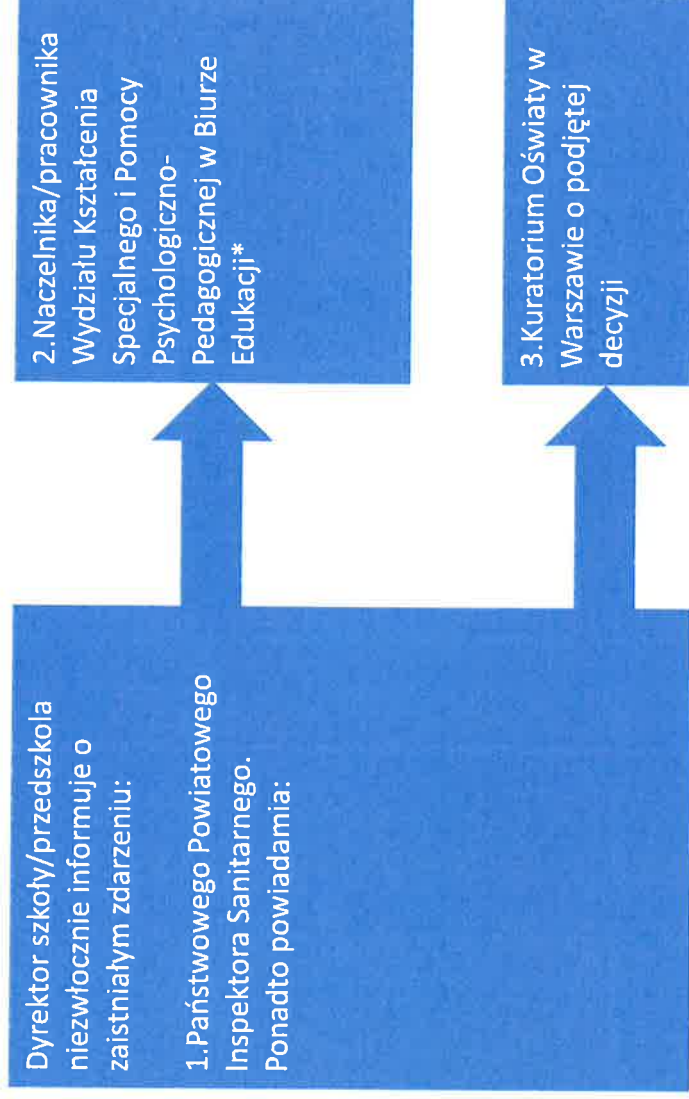 Dyrektor szkoły/przedszkola
niezwłocznie informuje o
zaistniałym zdarzeniu:
1.Państwowego Powiatowego
Inspektora Sanitarnego.
Ponadto powiadamia:
2.Naczelnika/pracownika
Wydziału Kształcenia
Specjalnego i Pomocy
Psychologiczno-
Pedagogicznej w Biurze
Edukacji*
3.Kuratorium Oświaty w
Warszawie o podjętej
decyzji